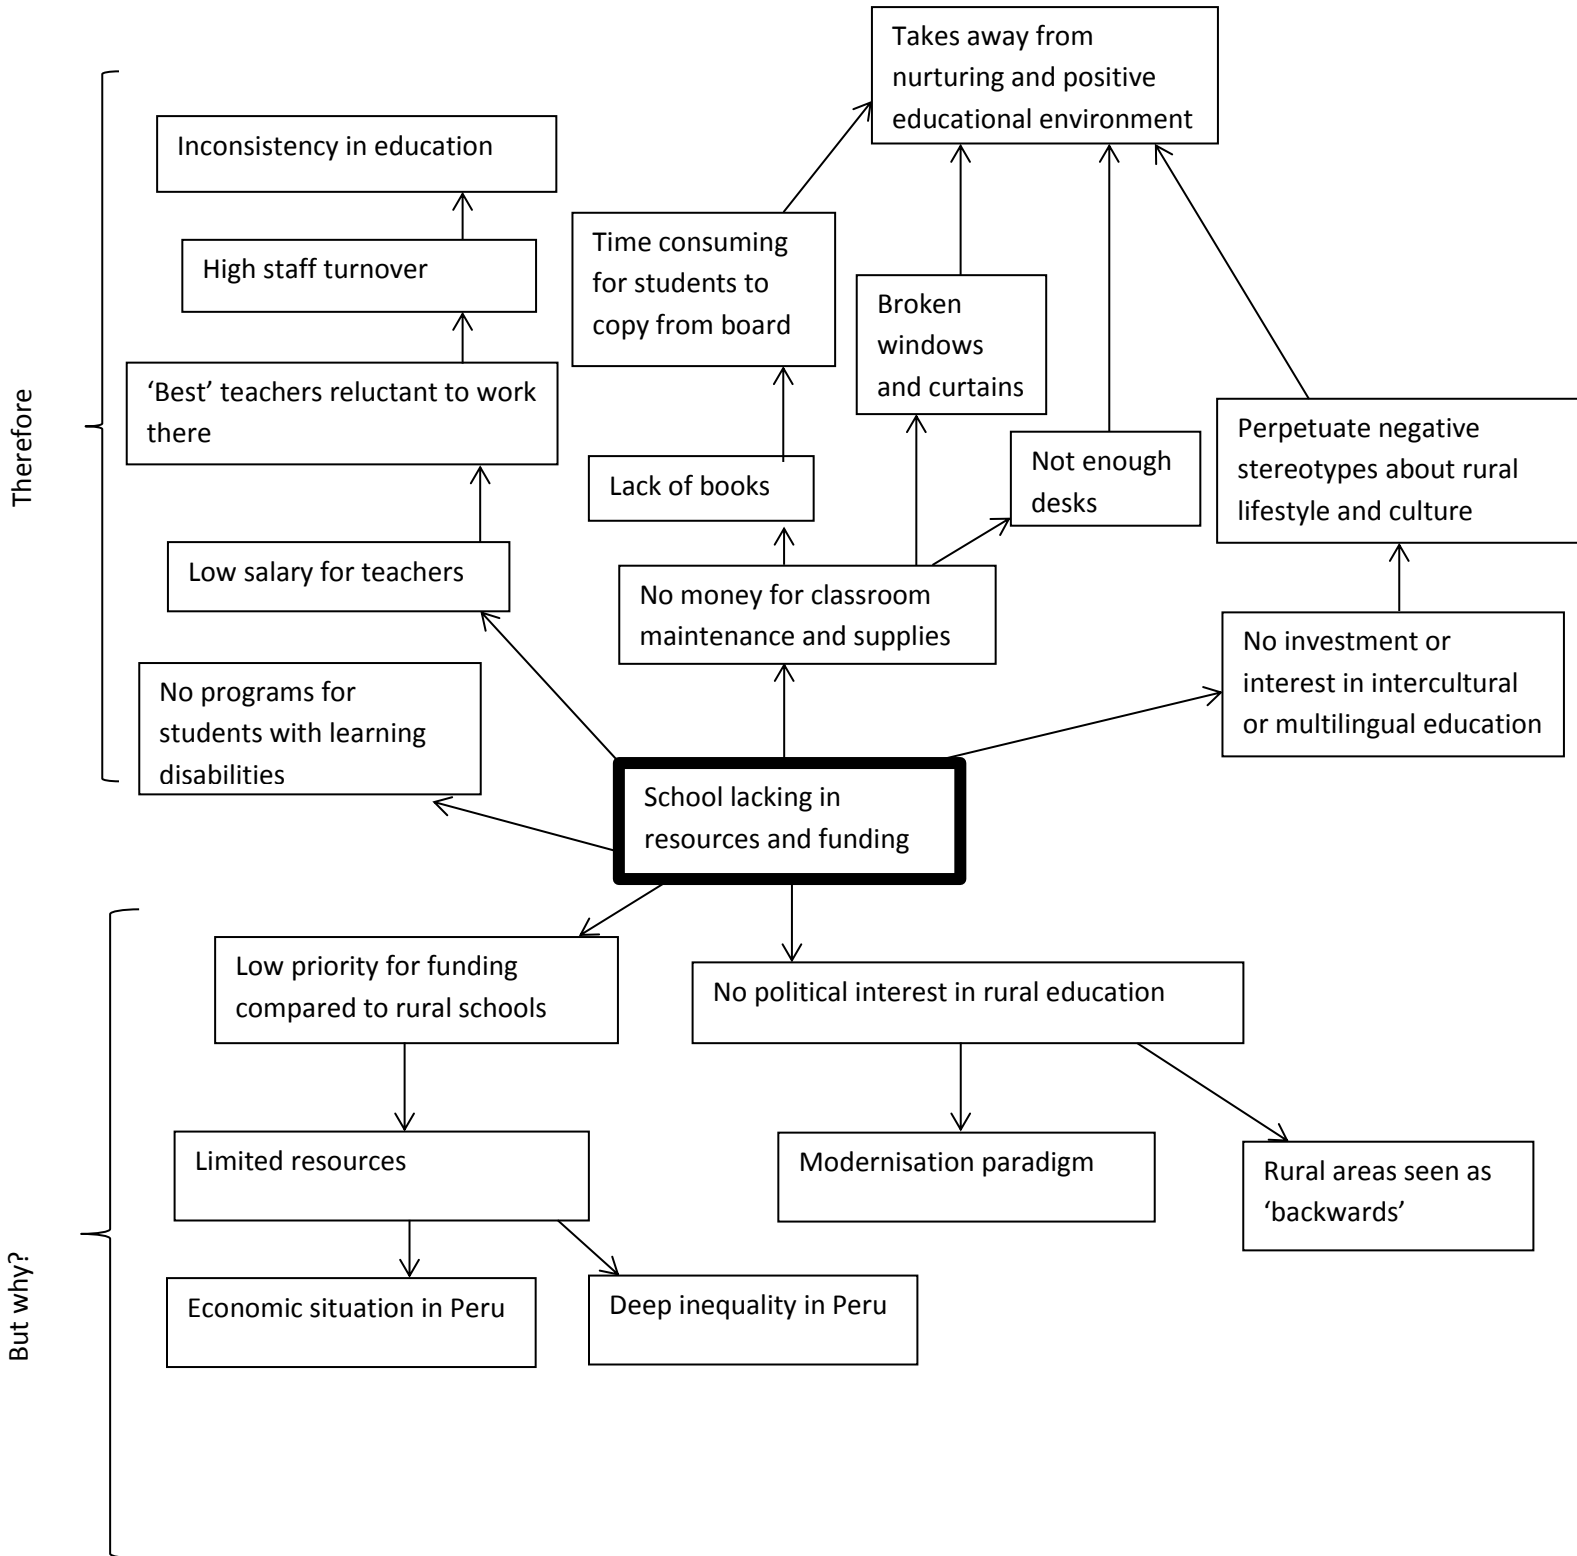 Takes away from
nurturing and positive
educational environment
Inconsistency in education
High staff turnover
Time consuming
for students to
copy from board
Broken
windows
and curtains
‘Best’ teachers reluctant to work
there
Therefore
Lack of books
Not enough
desks
Perpetuate negative
stereotypes about rural
lifestyle and culture
Low salary for teachers
No money for classroom
maintenance and supplies
No investment or
interest in intercultural
or multilingual education
No programs for
students with learning
disabilities
School lacking in
resources and funding
Low priority for funding
compared to rural schools
No political interest in rural education
Limited resources
Modernisation paradigm
Rural areas seen as
‘backwards’
But why?
Economic situation in Peru
Deep inequality in Peru